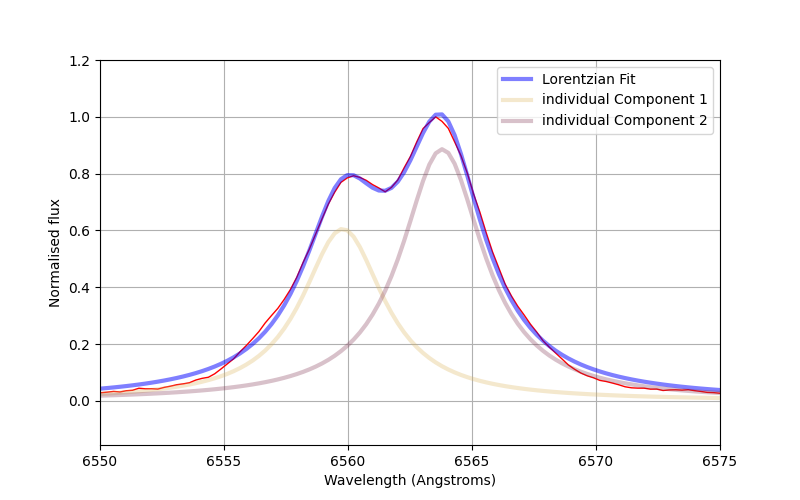 1.2
1.0
0.8
0.6
0.4
0.2
0.0
Normalised flux
Lorentzian Fit
individual Component 1
individual Component 2
6550 6555 6560 6565 6570 6575
Wavelength (Angstroms)